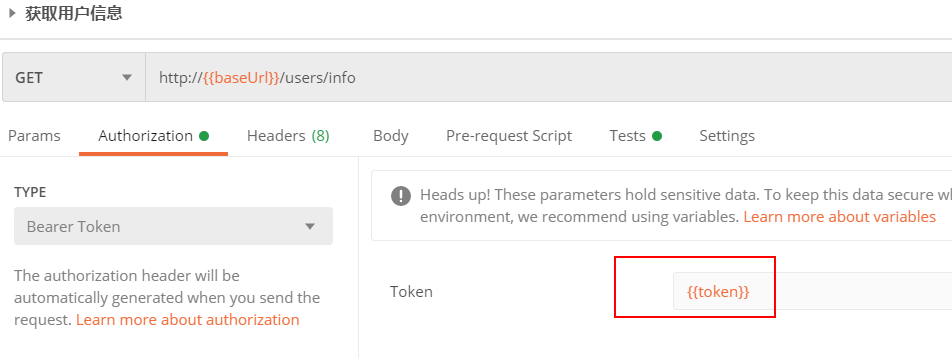 获取用户信息
GET http://{{baseUrl}}/users/info
Params Authorization Headers (8) Body Pre-request Script Tests Settings
TYPE
Bearer Token
The authorization header will be
automatically generated when you send the
request. Learn more about authorization
Heads up! These parameters hold sensitive data. To keep this data secure
environment, we recommend using variables. Learn more about variables
Token {{token}}